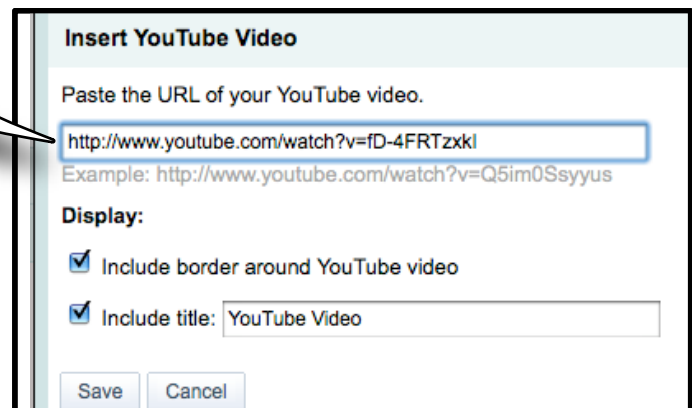 Insert YouTube Video
Paste the URL of your YouTube video.
http://www.youtube.com/watch?v=fD-4FRTzxkI
Example: http://www.youtube.com/watch?v=Q5im0Ssyyus
Display:
Include border around YouTube video
Include title: YouTube Video
Save Cancel